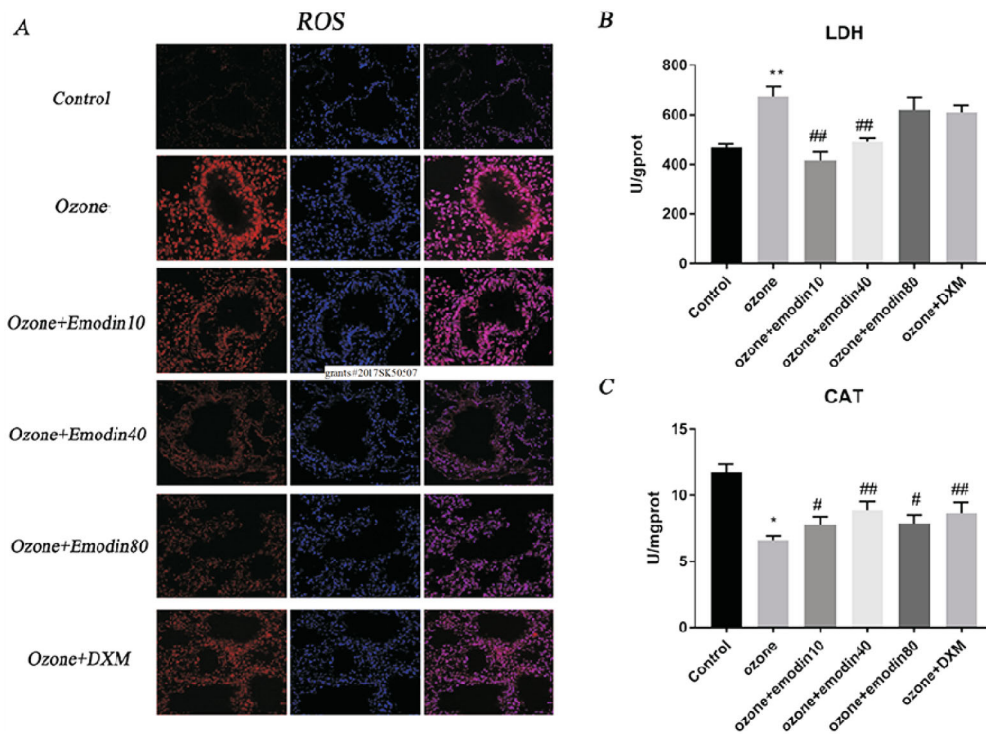 A
ROS
Control
Ozone
Ozone+Emodin10
grants#2017SK50507
Ozone+Emodin40
Ozone+Emodin80
Ozone+DXM
B
LDH
U/gprot
800
600
400
200
0
**
##
##
Control
ozone
ozone+emodin10
ozone+emodin40
ozone+emodin80
ozone+DXM
C
CAT
U/mgprot
15
10
5
0
*
#
##
#
##
Control
ozone
ozone+emodin10
ozone+emodin40
ozone+emodin80
ozone+DXM